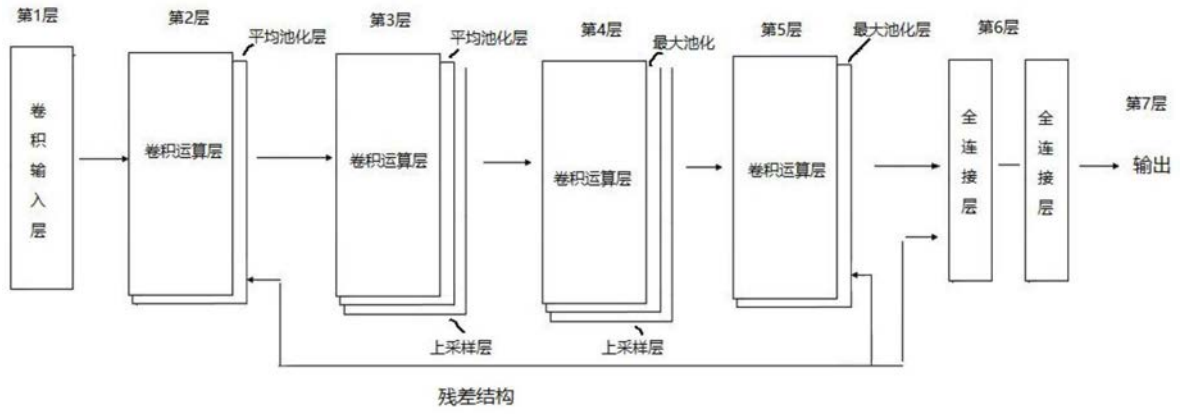 第1层
第2层
第3层
第4层
第5层
第6层
第7层
平均池化层
平均池化层
最大池化
最大池化层
卷积输入层
卷积运算层
卷积运算层
卷积运算层
卷积运算层
全连接层
全连接层
输出
上采样层
上采样层
残差结构